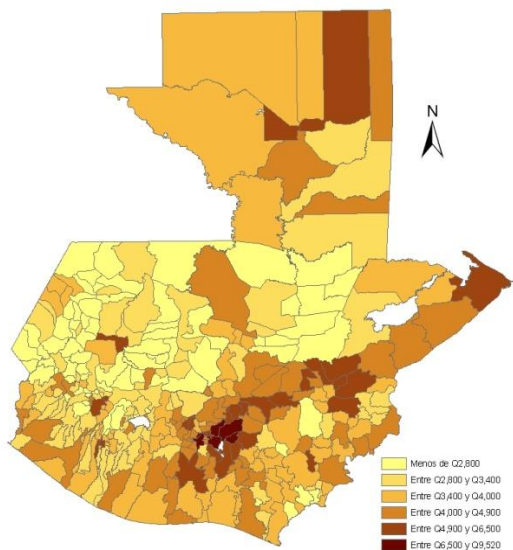 N
Menos de Q2,800
Entre Q2,800 y Q3,400
Entre Q3,400 y Q4,000
Entre Q4,000 y Q4,900
Entre Q4,900 y Q6,500
Entre Q6,500 y Q9,520